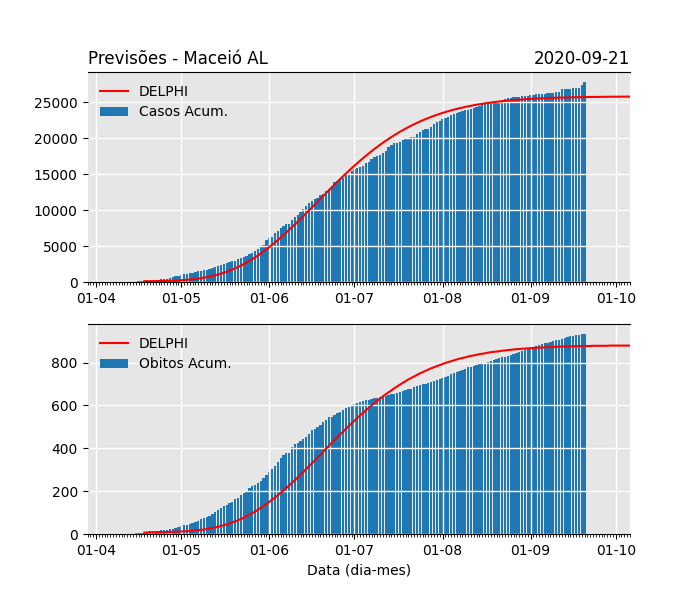 Previsões - Maceió AL 2020-09-21
DELPHI
Casos Acum.
25000
20000
15000
10000
5000
0
01-04 01-05 01-06 01-07 01-08 01-09 01-10
DELPHI
Obitos Acum.
800
600
400
200
0
01-04 01-05 01-06 01-07 01-08 01-09 01-10
Data (dia-mes)